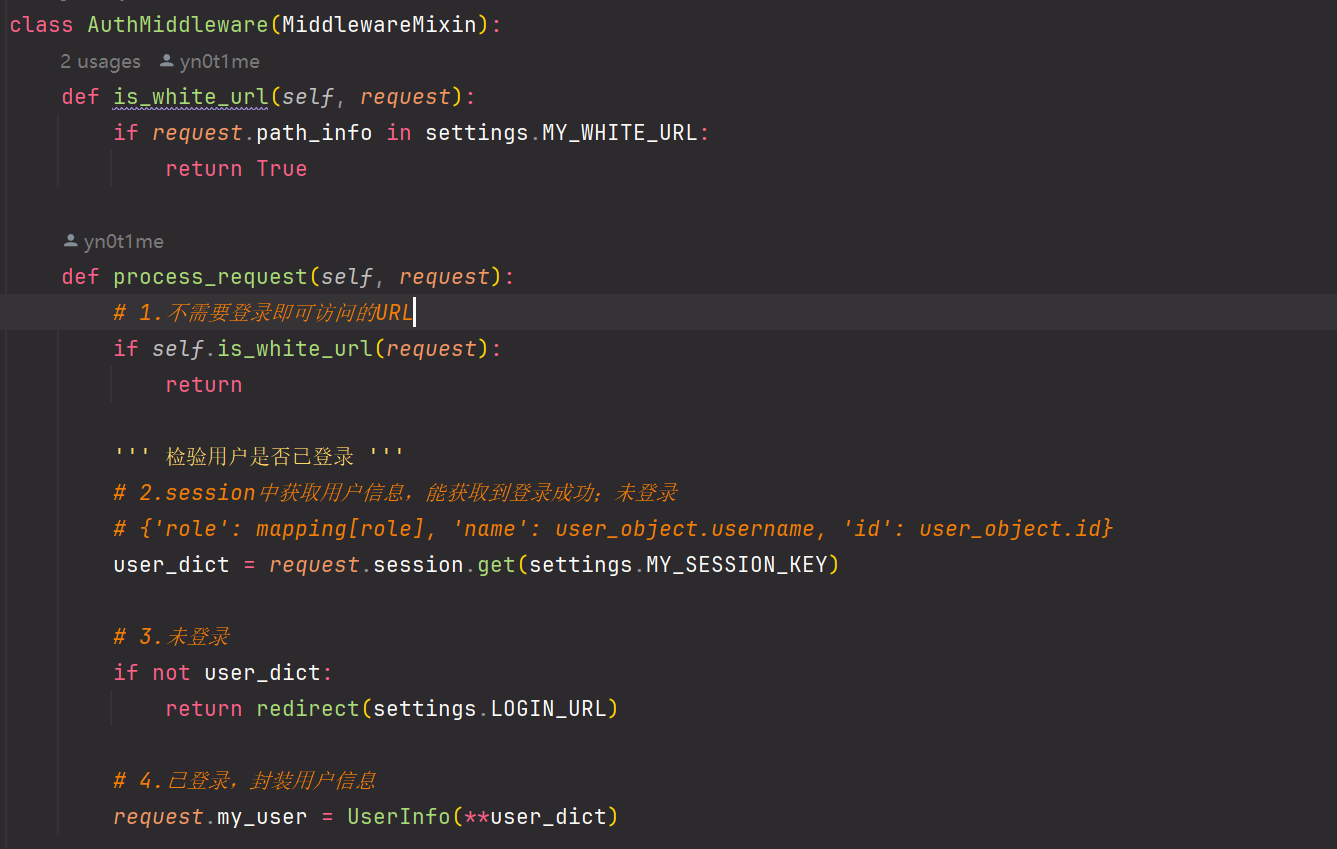 class AuthMiddleware(MiddlewareMixin):
2 usages yn0t1me
def is_white_url(self, request):
if request.path_info in settings.MY_WHITE_URL:
return True
yn0t1me
def process_request(self, request):
# 1.不需要登录即可访问的URL
if self.is_white_url(request):
return
''' 检验用户是否已登录 '''
# 2.session中获取用户信息，能获取到登录成功；未登录
# {'role': mapping[role], 'name': user_object.username, 'id': user_object.id}
user_dict = request.session.get(settings.MY_SESSION_KEY)
# 3.未登录
if not user_dict:
return redirect(settings.LOGIN_URL)
# 4.已登录，封装用户信息
request.my_user = UserInfo(**user_dict)